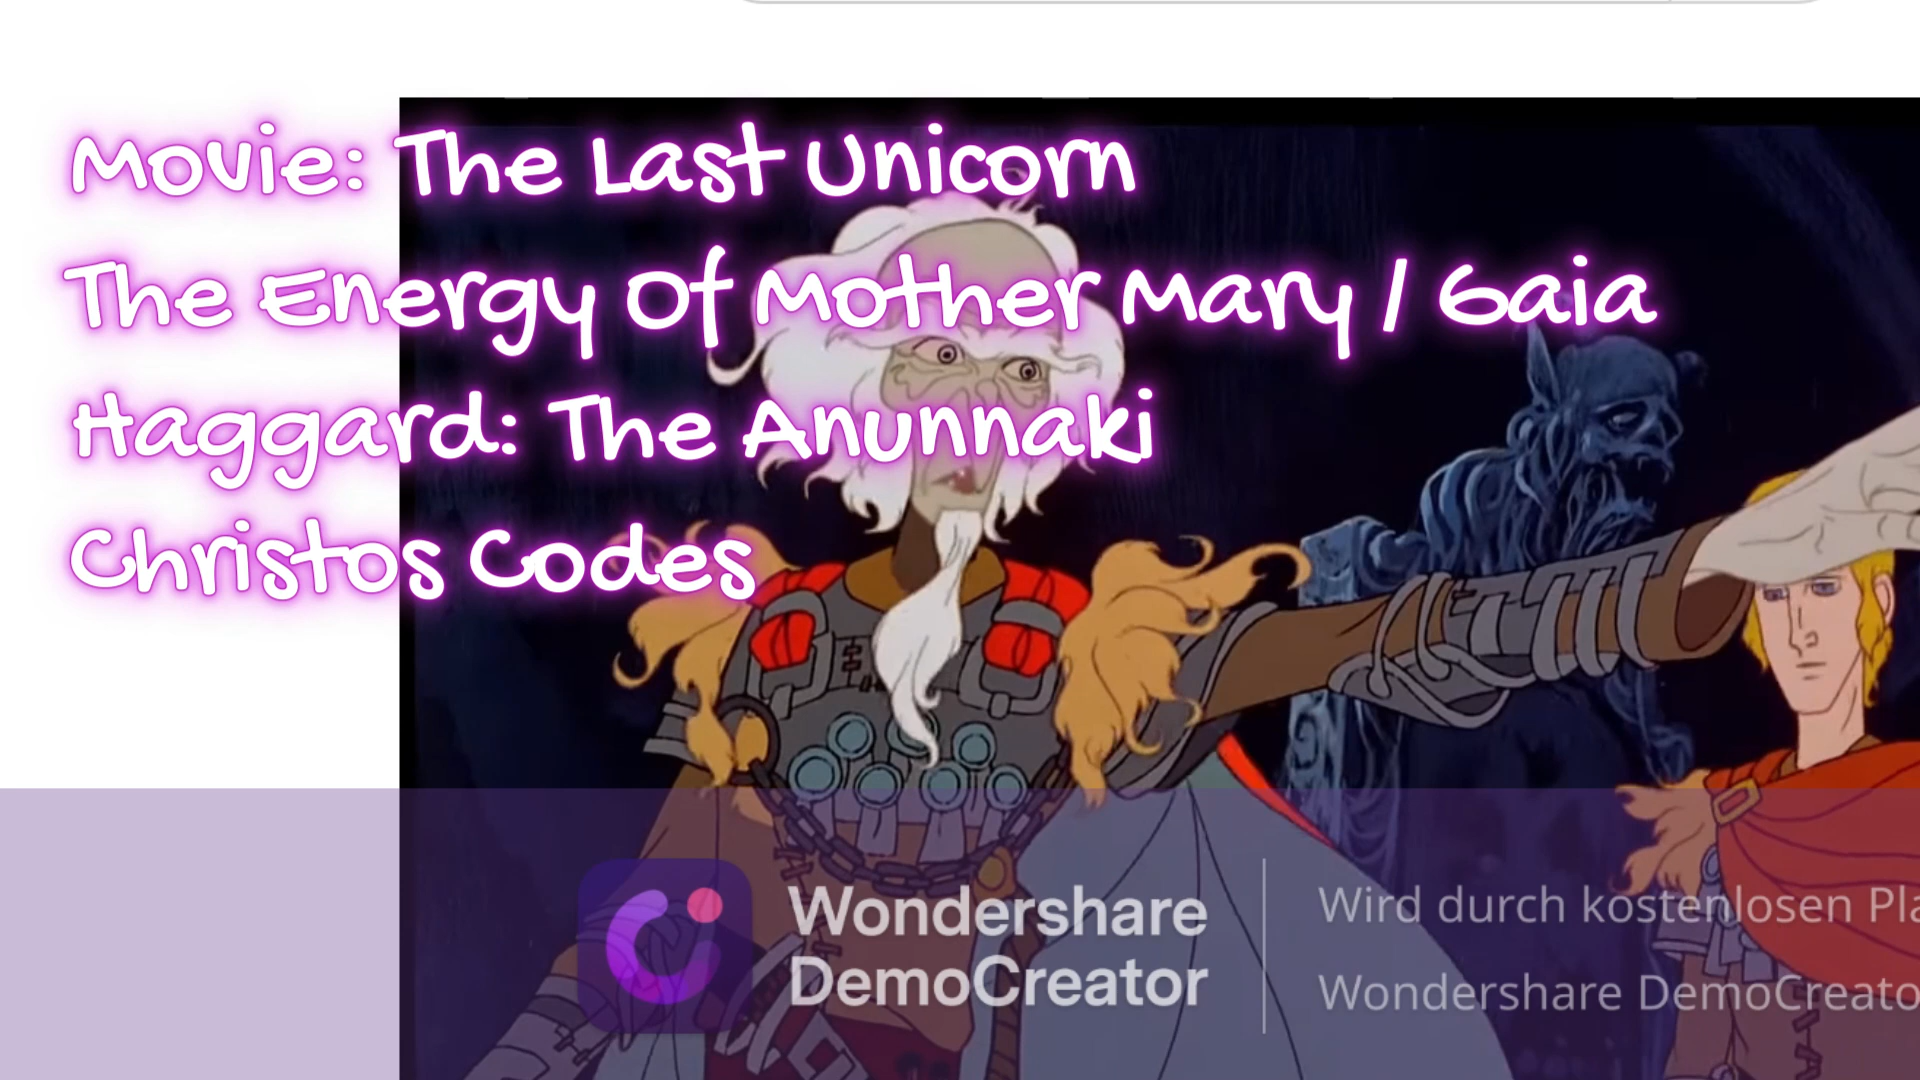 Movie: The Last Unicorn
The Energy Of Mother Mary / Gaia
Haggard: The Anunnaki
Christos Codes
Wondershare
DemoCreator
Wird durch kostenlosen Pla
Wondershare DemoCreato